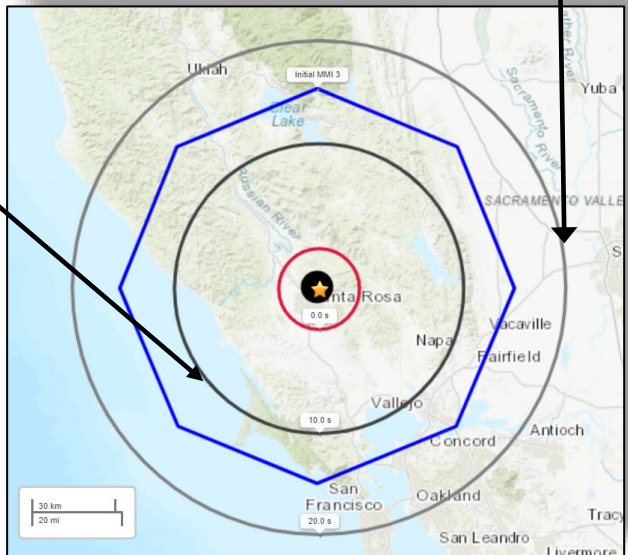 Ukiah
Initial MMI 3
Clear
Lake
Sacramento River
Yuba
Russian River
SACRAMENTO VALLE
nta Rosa
0.0 s
Napa
Vacaville
Fairfield
Vallejo
10.0 s
Concord
Antioch
San
Francisco
Oakland
20.0 s
30 km
20 mi
Tracy
San Leandro
Livermore